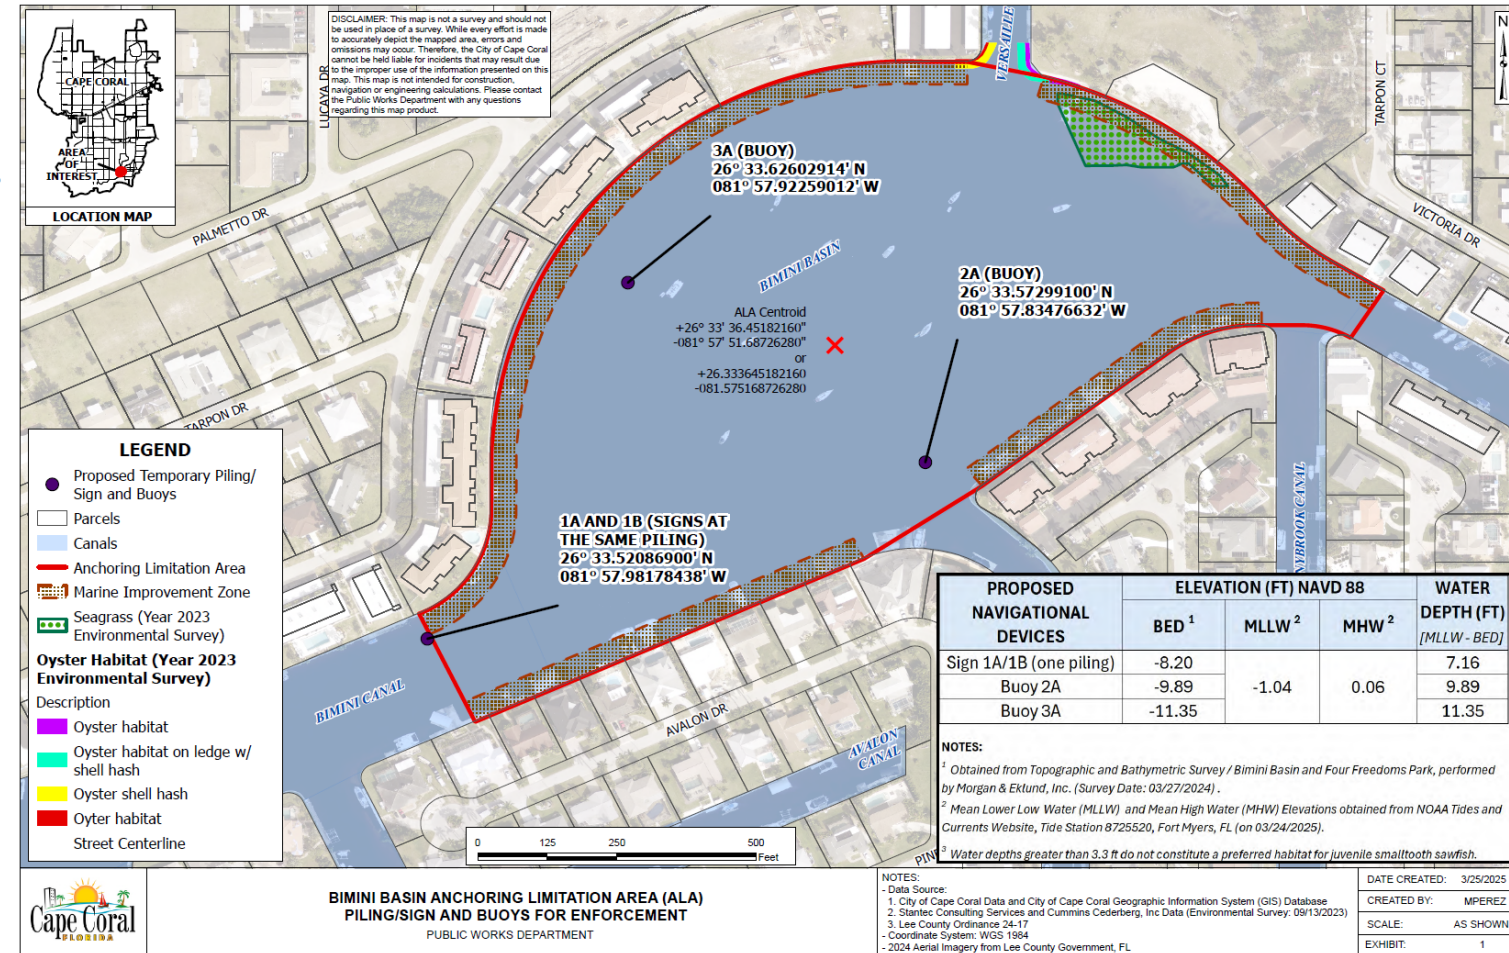 DISCLAIMER: This map is not a survey and should not
be used in place of a survey. While every effort is made
to accurately depict the mapped area, errors and
omissions may occur. Therefore, the City of Cape Coral
cannot be held liable for incidents that may result due
to the improper use of the information presented on this
map. This map is not intended for construction,
navigation or engineering calculations. Please contact
the Public Works Department with any questions
regarding this map product.
CAPE CORAL
AREA
OF
INTEREST
LOCATION MAP
LUCAYA DR
N
TARPON CT
PALMETTO DR
VICTORIA DR
TARPON DR
3A (BUOY)
26° 33.62602914' N
081° 57.92259012' W
BIMINI BASIN
2A (BUOY)
26° 33.57299100' N
081° 57.83476632' W
ALA Centroid
+26° 33' 36.45182160"
-081° 57' 51.68726280"
or
+26.333645182160
-081.575168726280
1A AND 1B (SIGNS AT
THE SAME PILING)
26° 33.52086900' N
081° 57.98178438' W
BIMINI CANAL
AVALON DR
AVALON
CANAL
LEGEND
Proposed Temporary Piling/
Sign and Buoys
Parcels
Canals
Anchoring Limitation Area
Marine Improvement Zone
Seagrass (Year 2023
Environmental Survey)
Oyster Habitat (Year 2023
Environmental Survey)
Description
Oyster habitat
Oyster habitat on ledge w/
shell hash
Oyster shell hash
Oyter habitat
Street Centerline
0 125 250 500
Feet
PROPOSED NAVIGATIONAL DEVICES ELEVATION (FT) NAVD 88 WATER DEPTH (FT)
BED 1 MLLW 2 MHW 2 [MLLW - BED]
Sign 1A/1B (one piling) -8.20 7.16
Buoy 2A -9.89 -1.04 0.06 9.89
Buoy 3A -11.35 11.35
NOTES:
1 Obtained from Topographic and Bathymetric Survey / Bimini Basin and Four Freedoms Park, performed
by Morgan & Eklund, Inc. (Survey Date: 03/27/2024) .
2 Mean Lower Low Water (MLLW) and Mean High Water (MHW) Elevations obtained from NOAA Tides and
Currents Website, Tide Station 8725520, Fort Myers, FL (on 03/24/2025).
3 Water depths greater than 3.3 ft do not constitute a preferred habitat for juvenile smalltooth sawfish.
Cape Coral
FLORIDA
BIMINI BASIN ANCHORING LIMITATION AREA (ALA)
PILING/SIGN AND BUOYS FOR ENFORCEMENT
PUBLIC WORKS DEPARTMENT
NOTES:
- Data Source:
1. City of Cape Coral Data and City of Cape Coral Geographic Information System (GIS) Database
2. Stantec Consulting Services and Cummins Cederberg, Inc Data (Environmental Survey: 09/13/2023)
3. Lee County Ordinance 24-17
- Coordinate System: WGS 1984
- 2024 Aerial Imagery from Lee County Government, FL
DATE CREATED: 3/25/2025
CREATED BY: MPEREZ
SCALE: AS SHOWN
EXHIBIT: 1